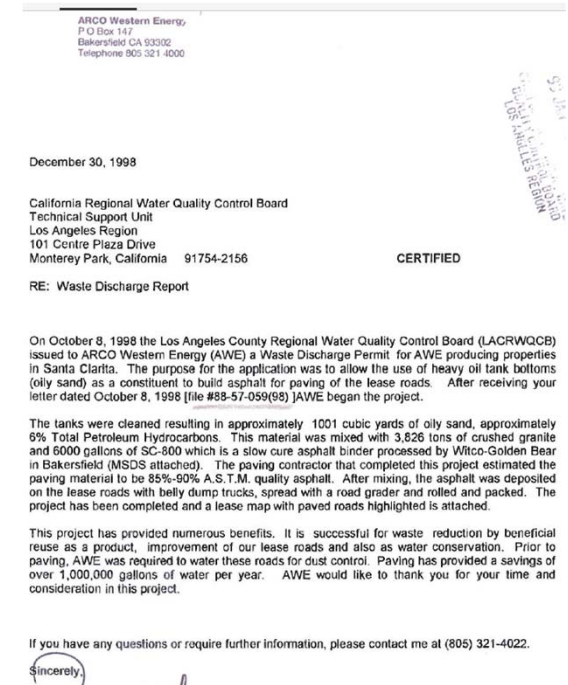 ARCO Western Energy
P O Box 147
Bakersfield CA 93302
Telephone 805 321 4000
QUALITY CONTROL BOARD
LOS ANGELES REGION
December 30, 1998
California Regional Water Quality Control Board
Technical Support Unit
Los Angeles Region
101 Centre Plaza Drive
Monterey Park, California 91754-2156 CERTIFIED
RE: Waste Discharge Report
On October 8, 1998 the Los Angeles County Regional Water Quality Control Board (LACRWQCB)
issued to ARCO Western Energy (AWE) a Waste Discharge Permit for AWE producing properties
in Santa Clarita. The purpose for the application was to allow the use of heavy oil tank bottoms
(oily sand) as a constituent to build asphalt for paving of the lease roads. After receiving your
letter dated October 8, 1998 [file #88-57-059(98) ]AWE began the project.
The tanks were cleaned resulting in approximately 1001 cubic yards of oily sand, approximately
6% Total Petroleum Hydrocarbons. This material was mixed with 3,826 tons of crushed granite
and 6000 gallons of SC-800 which is a slow cure asphalt binder processed by Witco-Golden Bear
in Bakersfield (MSDS attached). The paving contractor that completed this project estimated the
paving material to be 85%-90% A.S.T.M. quality asphalt. After mixing, the asphalt was deposited
on the lease roads with belly dump trucks, spread with a road grader and rolled and packed. The
project has been completed and a lease map with paved roads highlighted is attached.
This project has provided numerous benefits. It is successful for waste reduction by beneficial
reuse as a product, improvement of our lease roads and also as water conservation. Prior to
paving, AWE was required to water these roads for dust control. Paving has provided a savings of
over 1,000,000 gallons of water per year. AWE would like to thank you for your time and
consideration in this project.
If you have any questions or require further information, please contact me at (805) 321-4022.
Sincerely,